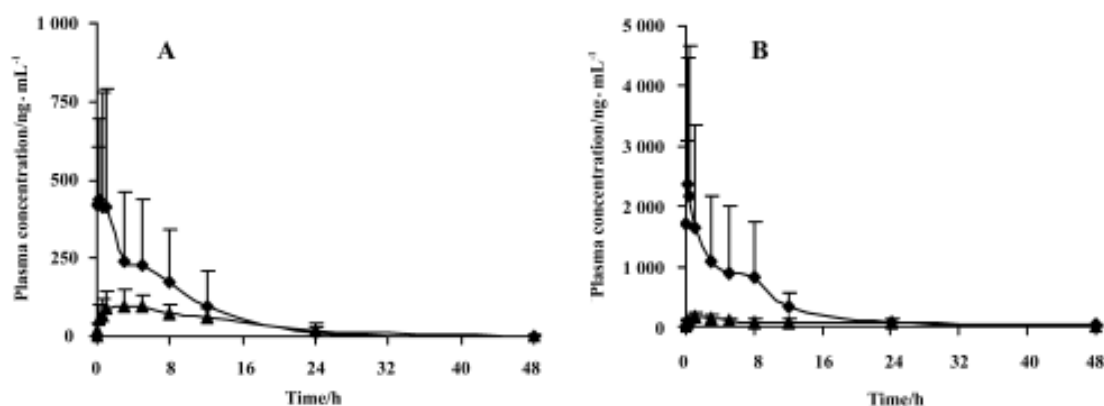 A
Plasma concentration/ng· mL⁻¹
1 000
750
500
250
0
0 8 16 24 32 40 48
Time/h
B
Plasma concentration/ng· mL⁻¹
5 000
4 000
3 000
2 000
1 000
0
0 8 16 24 32 40 48
Time/h